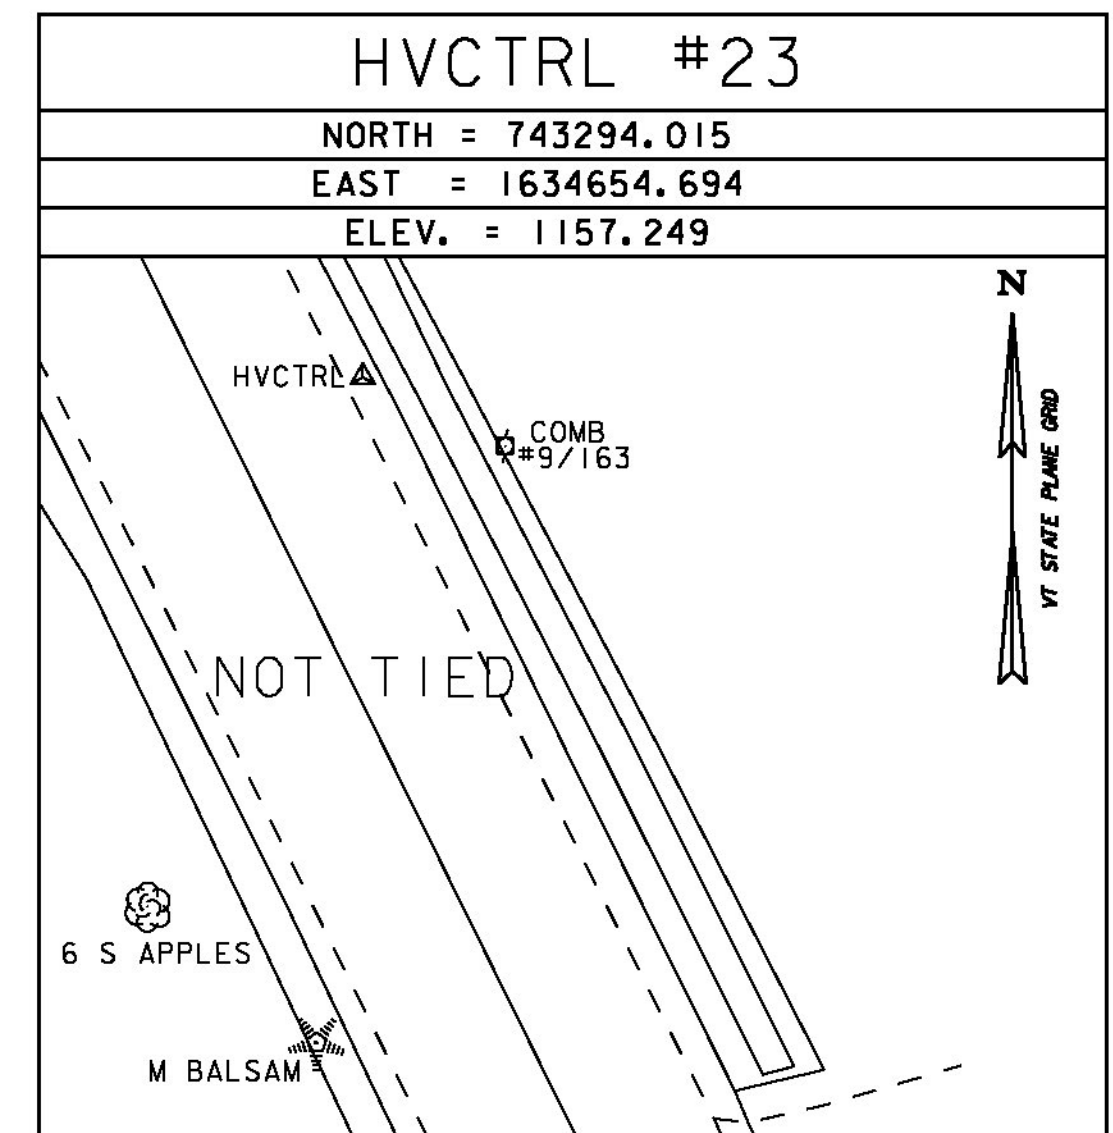 HVCTRL #23
NORTH = 743294.015
EAST = 1634654.694
ELEV. = 1157.249
N
HVCTRL
COMB
#9/163
VT STATE PLANE GRID
NOT TIED
6 S APPLES
M BALSAM